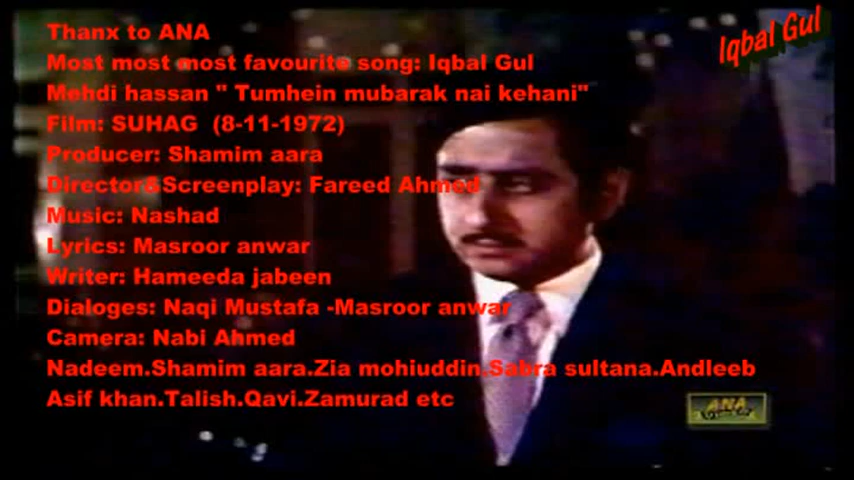 Iqbal Gul
Thanx to ANA
Most most most favourite song: Iqbal Gul
Mehdi hassan " Tumhein mubarak nai kehani"
Film: SUHAG (8-11-1972)
Producer: Shamim aara
Director&Screenplay: Fareed Ahmed
Music: Nashad
Lyrics: Masroor anwar
Writer: Hameeda jabeen
Dialoges: Naqi Mustafa -Masroor anwar
Camera: Nabi Ahmed
Nadeem.Shamim aara.Zia mohiuddin.Sabra sultana.Andleeb
Asif khan.Talish.Qavi.Zamurad etc
ANA